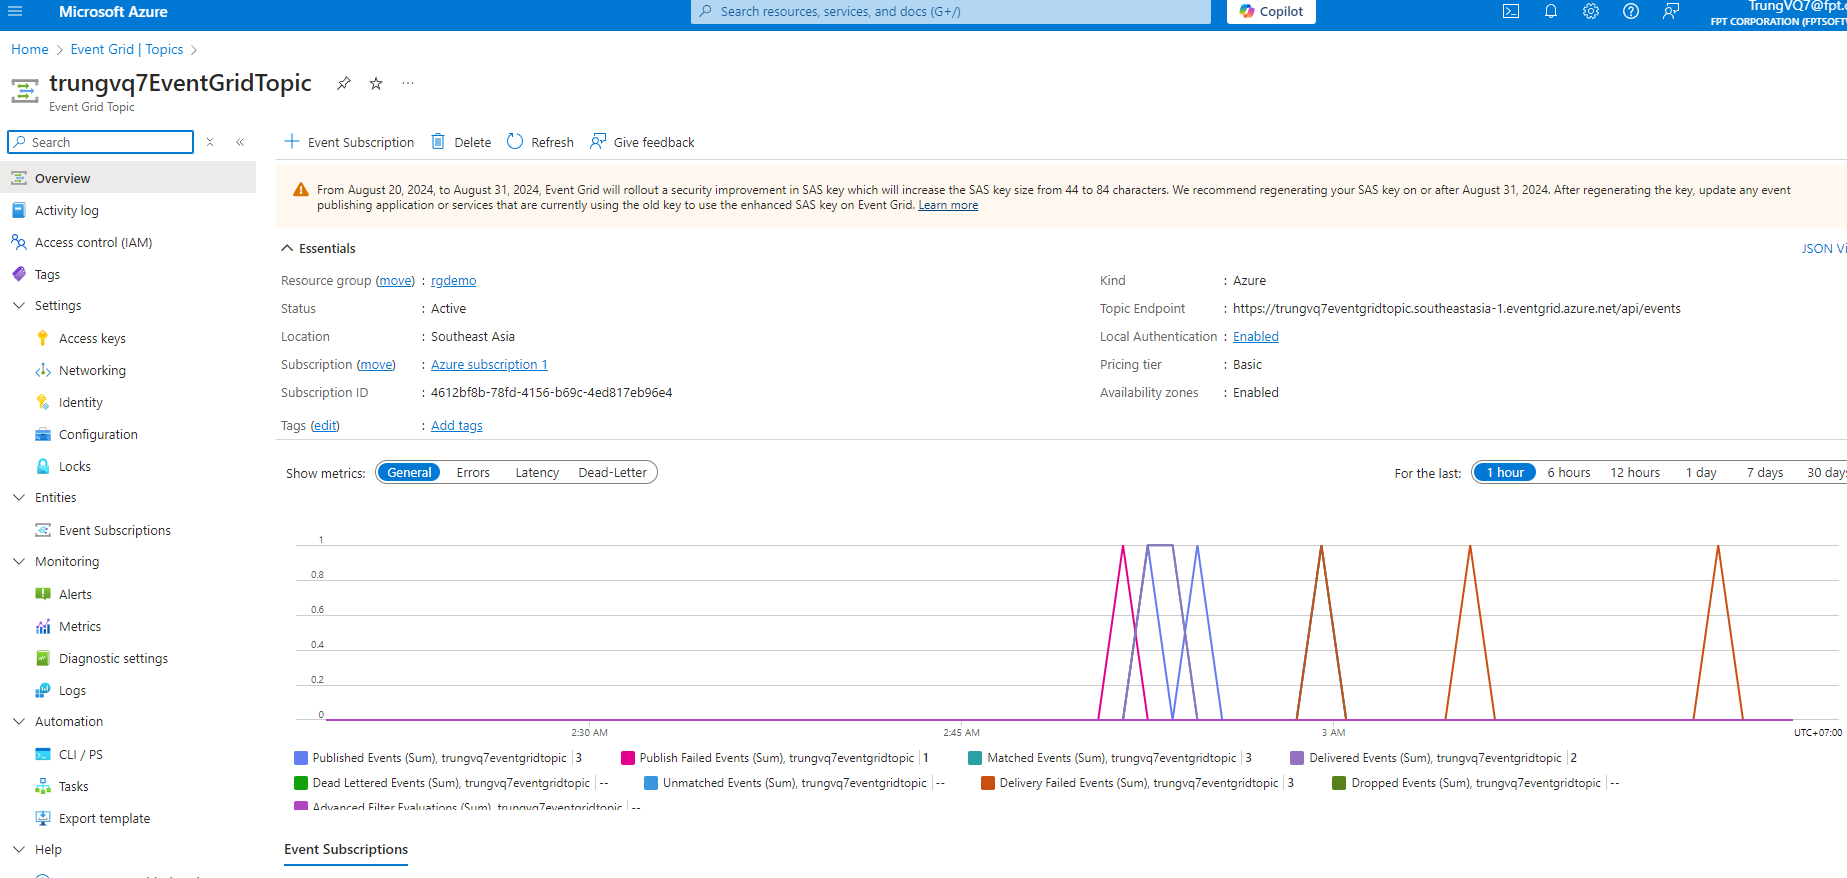 Microsoft Azure
Search resources, services, and docs (G+/)
Copilot
TrungVQ7@fpt.
FPT CORPORATION (FPTSOFT
Home > Event Grid | Topics >
trungvq7EventGridTopic
Event Grid Topic
Search
Overview
Activity log
Access control (IAM)
Tags
Settings
Access keys
Networking
Identity
Configuration
Locks
Entities
Event Subscriptions
Monitoring
Alerts
Metrics
Diagnostic settings
Logs
Automation
CLI / PS
Tasks
Export template
Help
Event Subscription Delete Refresh Give feedback
From August 20, 2024, to August 31, 2024, Event Grid will rollout a security improvement in SAS key which will increase the SAS key size from 44 to 84 characters. We recommend regenerating your SAS key on or after August 31, 2024. After regenerating the key, update any event
publishing application or services that are currently using the old key to use the enhanced SAS key on Event Grid. Learn more
Essentials
JSON Vi
Resource group (move) : rgdemo
Status : Active
Location : Southeast Asia
Subscription (move) : Azure subscription 1
Subscription ID : 4612bf8b-78fd-4156-b69c-4ed817eb96e4
Tags (edit) : Add tags
Kind : Azure
Topic Endpoint : https://trungvq7eventgridtopic.southeastasia-1.eventgrid.azure.net/api/events
Local Authentication : Enabled
Pricing tier : Basic
Availability zones : Enabled
Show metrics: General Errors Latency Dead-Letter
For the last: 1 hour 6 hours 12 hours 1 day 7 days 30 days
1
0.8
0.6
0.4
0.2
0
2:30 AM 2:45 AM 3 AM UTC+07:00
Published Events (Sum), trungvq7eventgridtopic | 3 Publish Failed Events (Sum), trungvq7eventgridtopic | 1 Matched Events (Sum), trungvq7eventgridtopic | 3 Delivered Events (Sum), trungvq7eventgridtopic | 2
Dead Lettered Events (Sum), trungvq7eventgridtopic | -- Unmatched Events (Sum), trungvq7eventgridtopic | -- Delivery Failed Events (Sum), trungvq7eventgridtopic | 3 Dropped Events (Sum), trungvq7eventgridtopic | --
Advanced Filter Evaluations (Sum), trungvq7eventgridtopic | --
Event Subscriptions